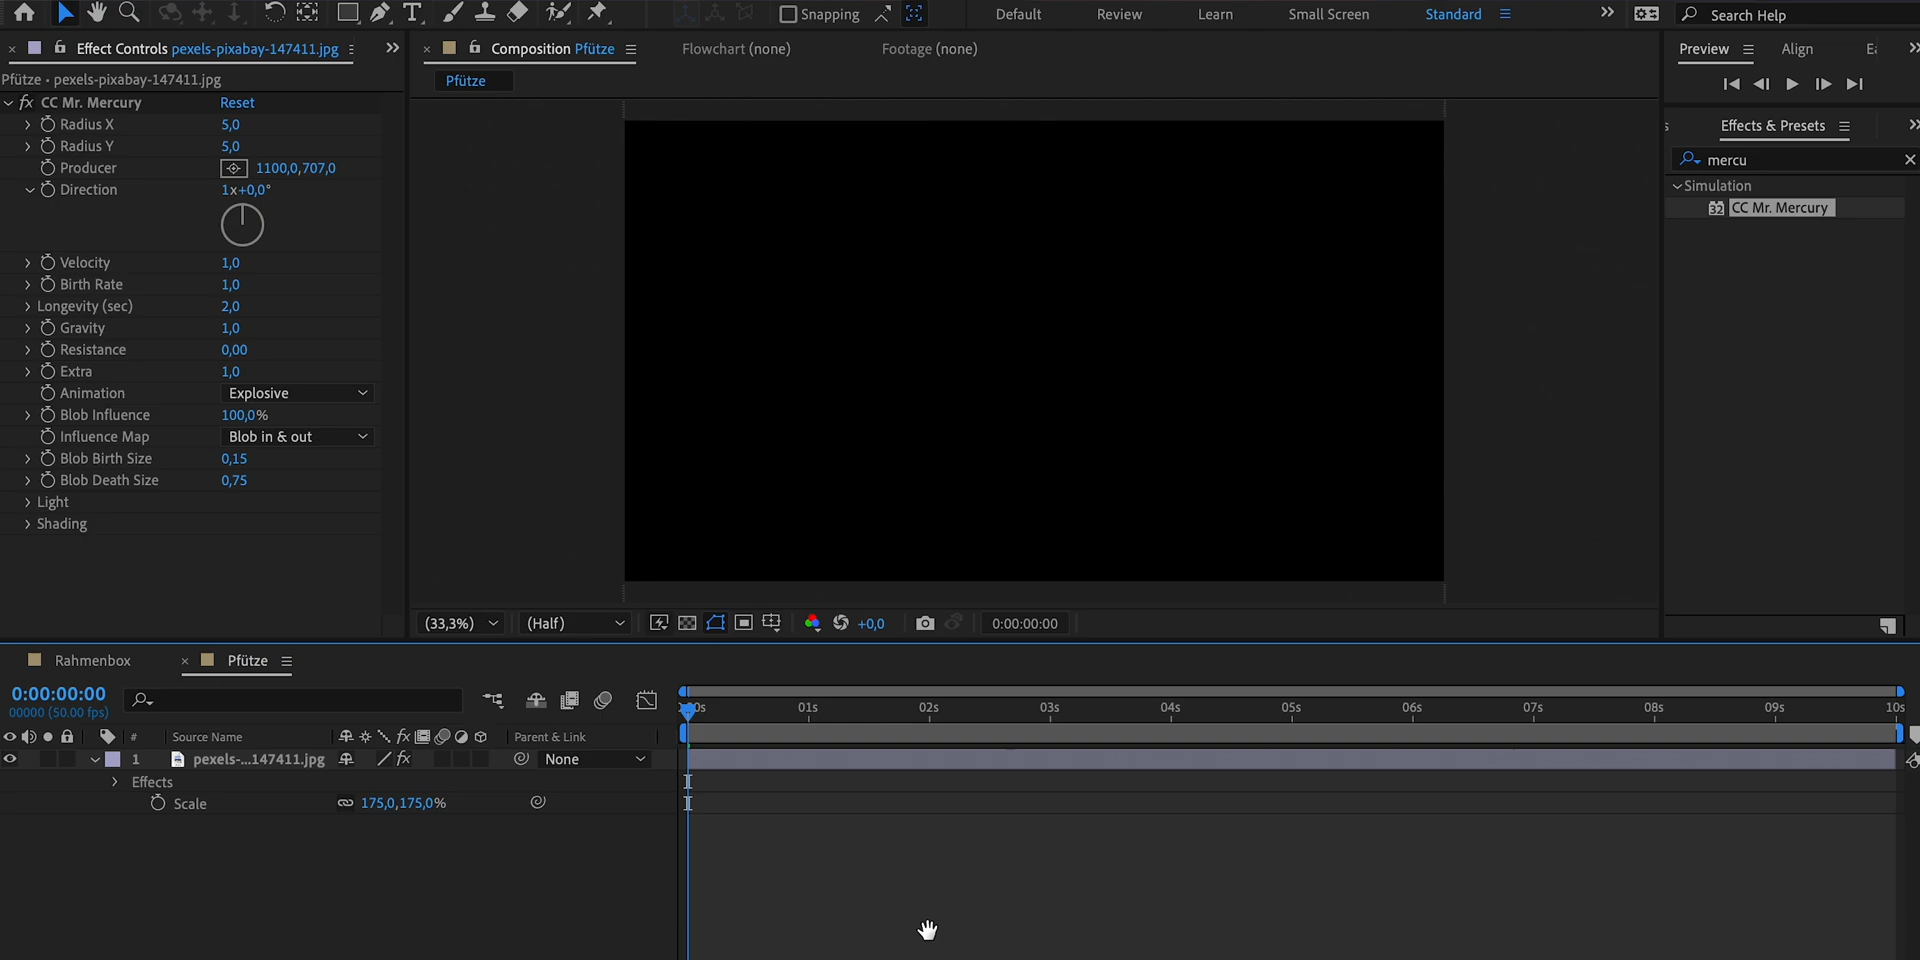 Snapping
Default
Review
Learn
Small Screen
Standard
Search Help
Effect Controls pexels-pixabay-147411.jpg
Composition Pfütze
Flowchart (none)
Footage (none)
Preview
Align
Pfütze • pexels-pixabay-147411.jpg
Pfütze
fx CC Mr. Mercury Reset
Radius X 5,0
Radius Y 5,0
Producer 1100,0,707,0
Direction 1x+0,0°
Velocity 1,0
Birth Rate 1,0
Longevity (sec) 2,0
Gravity 1,0
Resistance 0,00
Extra 1,0
Animation Explosive
Blob Influence 100,0%
Influence Map Blob in & out
Blob Birth Size 0,15
Blob Death Size 0,75
Light
Shading
Effects & Presets
mercu
Simulation
32 CC Mr. Mercury
(33,3%)
(Half)
+0,0
0:00:00:00
Rahmenbox
Pfütze
0:00:00:00
00000 (50.00 fps)
01s 02s 03s 04s 05s 06s 07s 08s 09s 10s
# Source Name fx Parent & Link
1 pexels-...147411.jpg fx None
Effects
Scale 175,0,175,0%